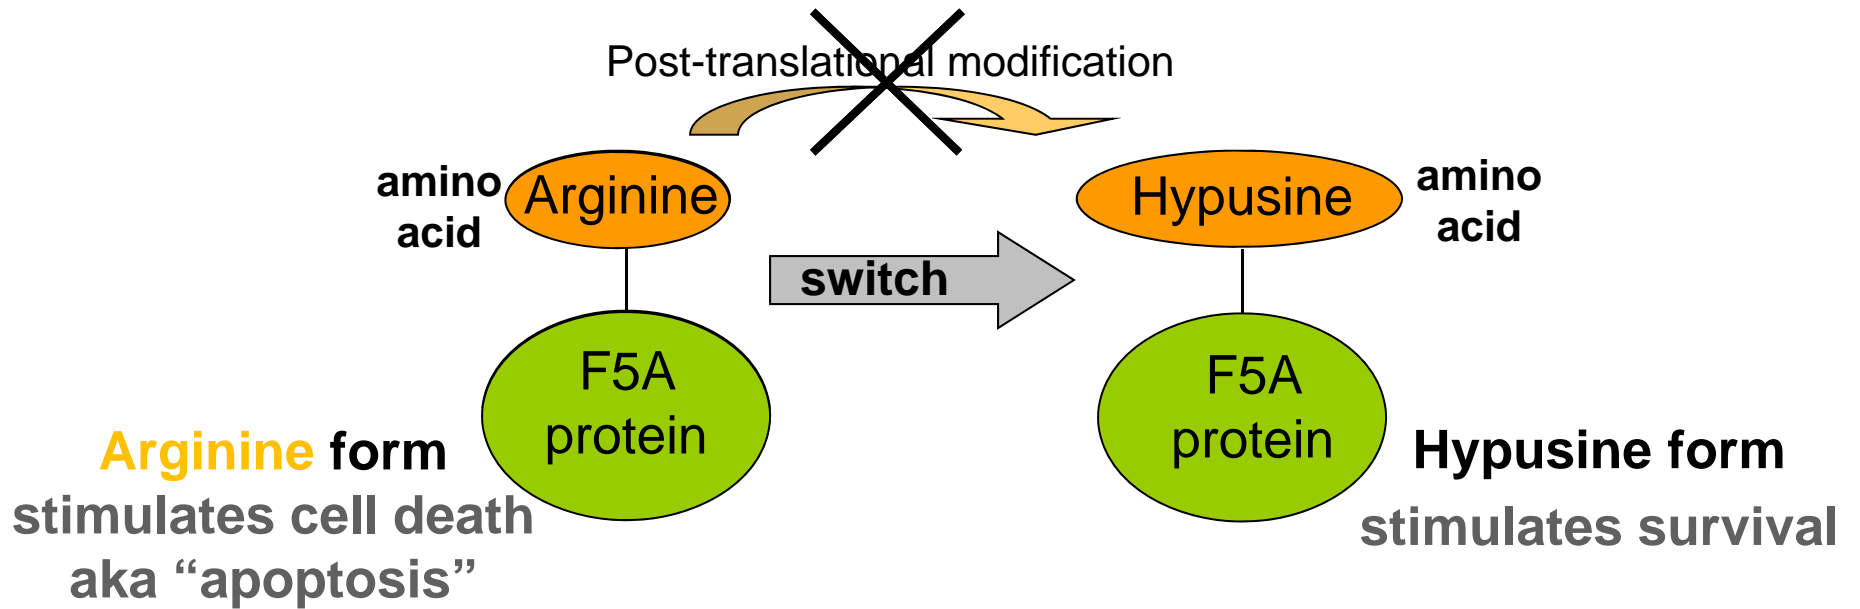 Post-translational modification
amino
acid
Arginine
Hypusine
amino
acid
switch
F5A
protein
F5A
protein
Arginine form
stimulates cell death
aka “apoptosis”
Hypusine form
stimulates survival